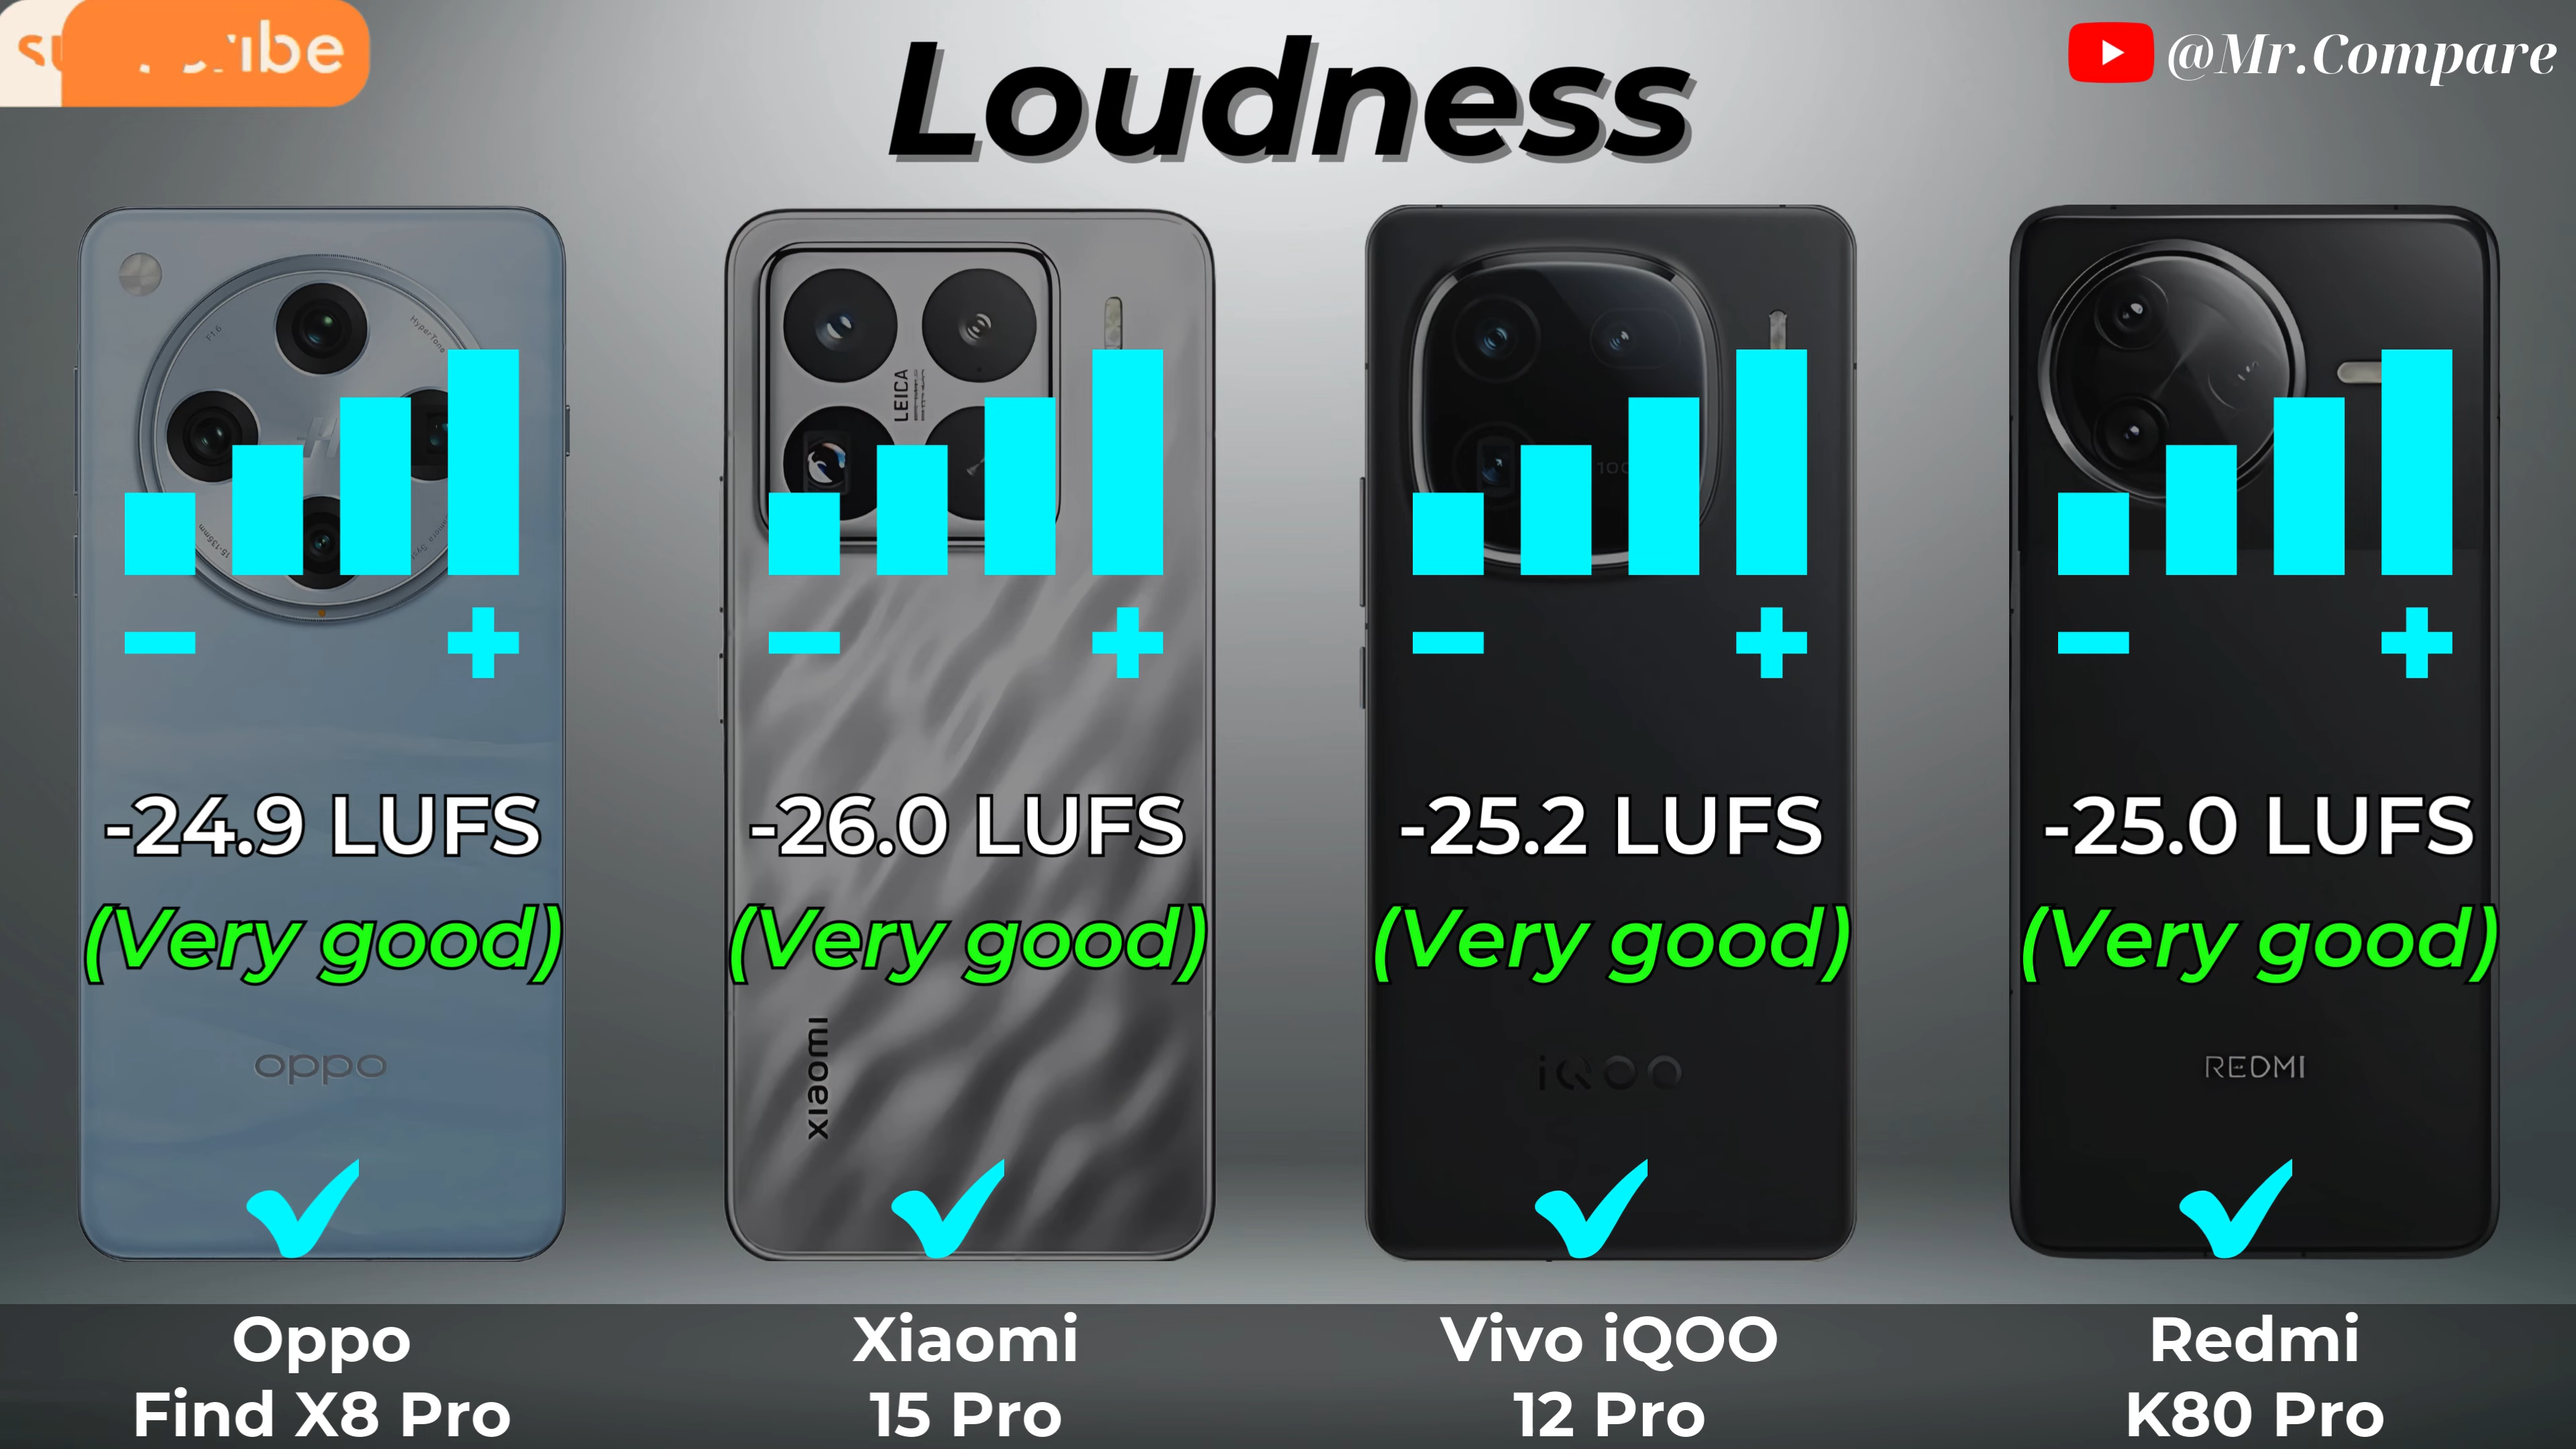 Loudness
@Mr.Compare
LEICA
-24.9 LUFS
-26.0 LUFS
-25.2 LUFS
-25.0 LUFS
(Very good)
(Very good)
(Very good)
(Very good)
oppo
xiaomi
iQOO
REDMI
Oppo
Find X8 Pro
Xiaomi
15 Pro
Vivo iQOO
12 Pro
Redmi
K80 Pro